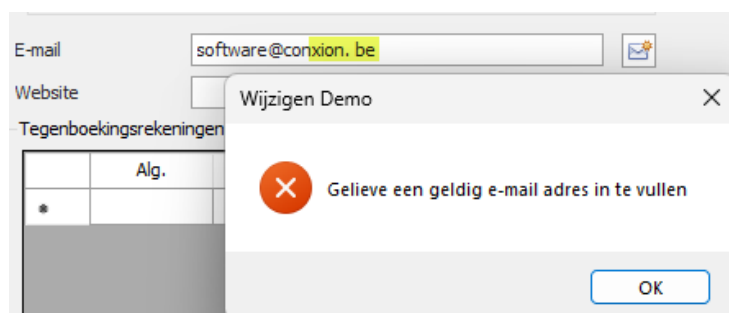 E-mail
software@conxion. be
Website
Wijzigen Demo
Tegenboekingsrekeningen
Alg.
Gelieve een geldig e-mail adres in te vullen
OK